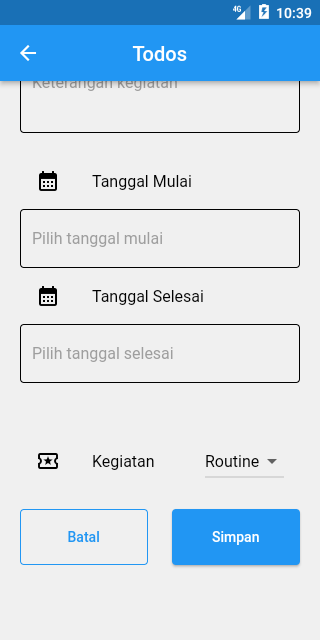 4G 10:39
Todos
Keterangan kegiatan
Tanggal Mulai
Pilih tanggal mulai
Tanggal Selesai
Pilih tanggal selesai
Kegiatan Routine
Batal Simpan